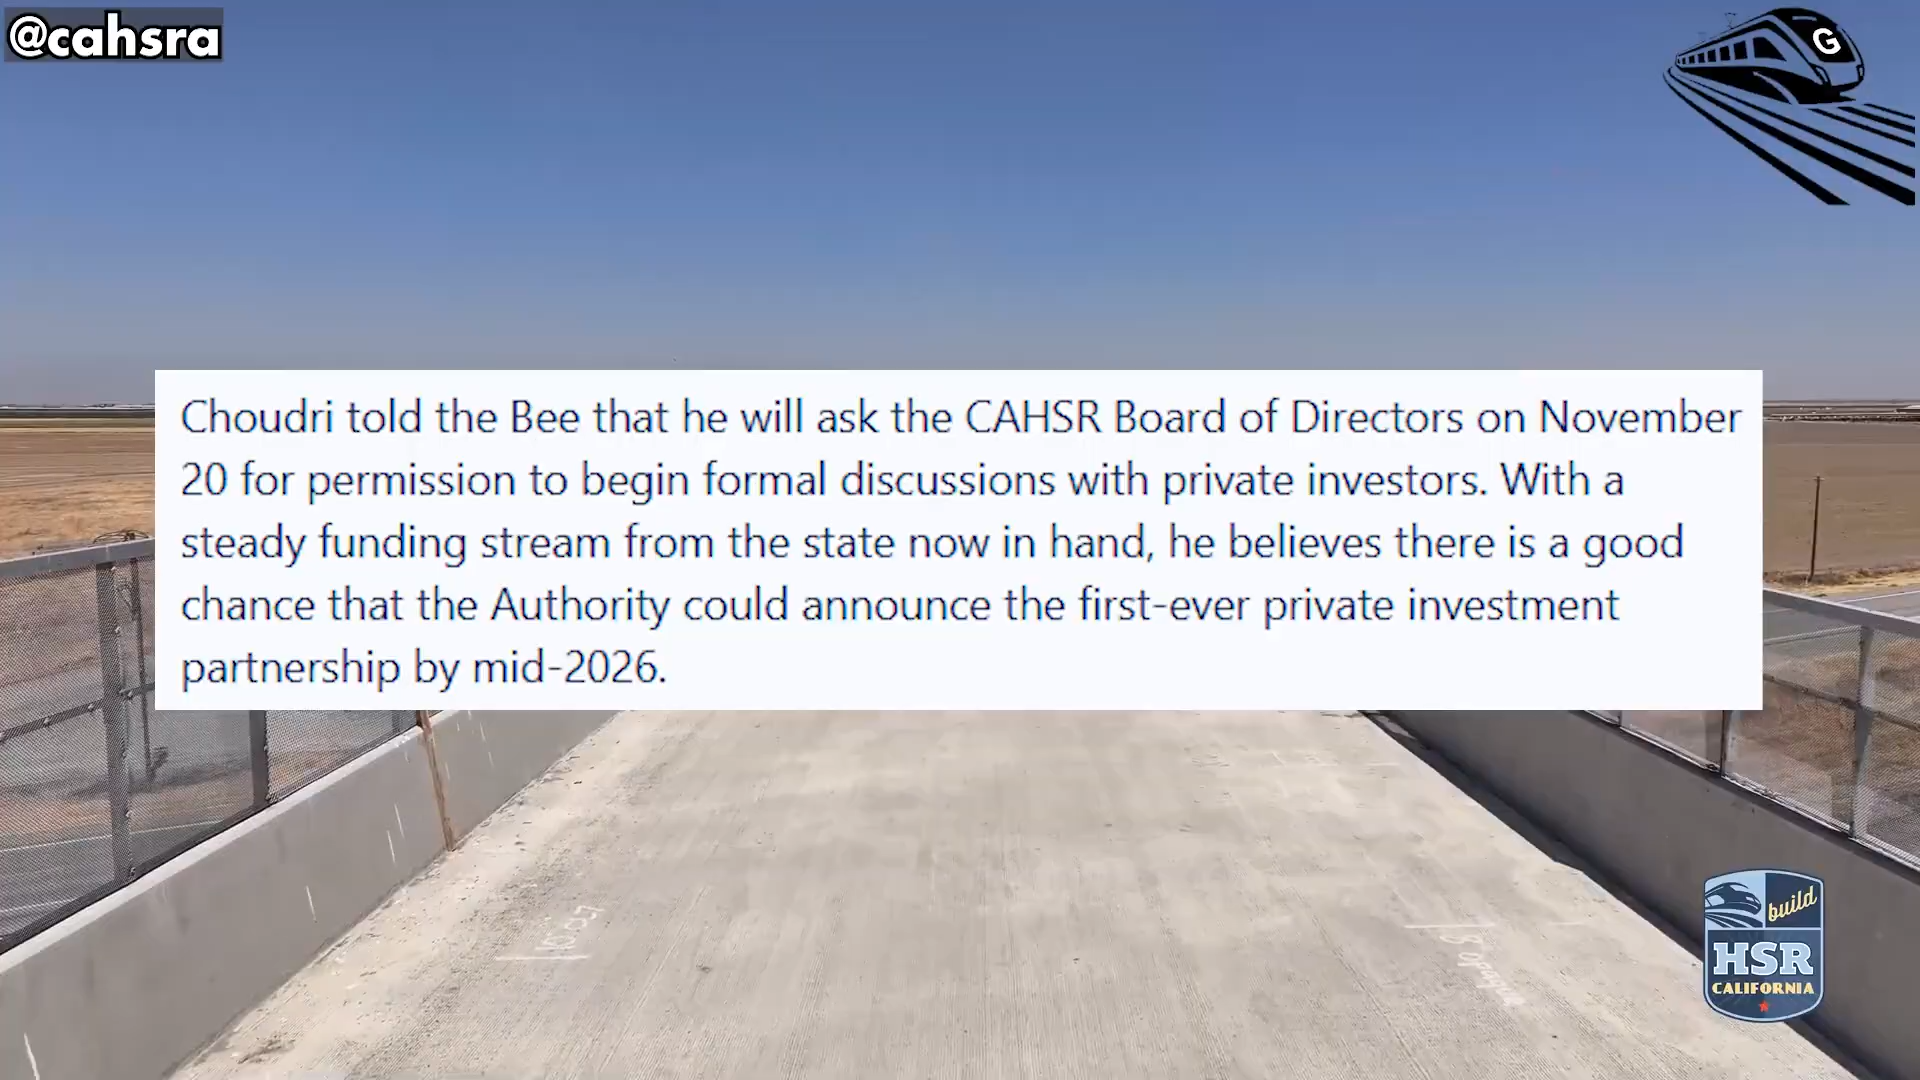 @cahsra
G
Choudri told the Bee that he will ask the CAHSR Board of Directors on November
20 for permission to begin formal discussions with private investors. With a
steady funding stream from the state now in hand, he believes there is a good
chance that the Authority could announce the first-ever private investment
partnership by mid-2026.
build
HSR
CALIFORNIA